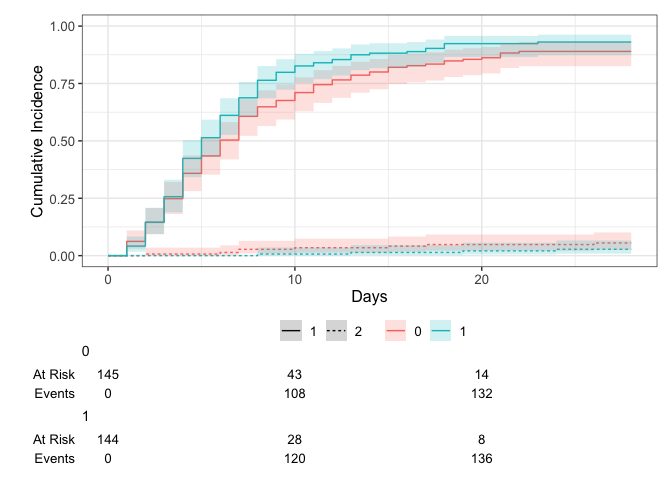 1.00
0.75
0.50
0.25
0.00
Cumulative Incidence
0 10 20
Days
1 2 0 1
0
At Risk 145 43 14
Events 0 108 132
1
At Risk 144 28 8
Events 0 120 136